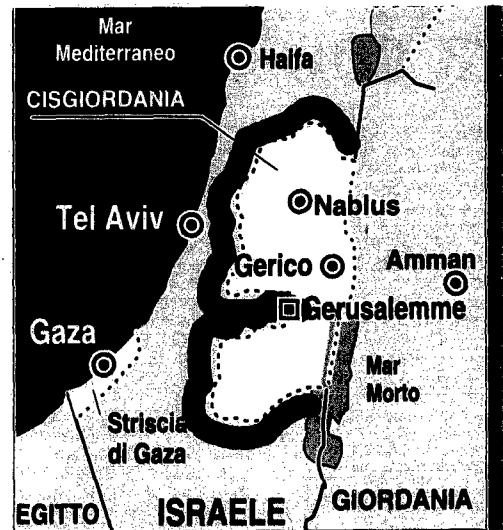 Mar
Mediterraneo
Haifa
CISGIORDANIA
Tel Aviv
Nablus
Gerico
Amman
Gerusalemme
Gaza
Mar
Morto
Striscia
di Gaza
EGITTO
ISRAELE
GIORDANIA